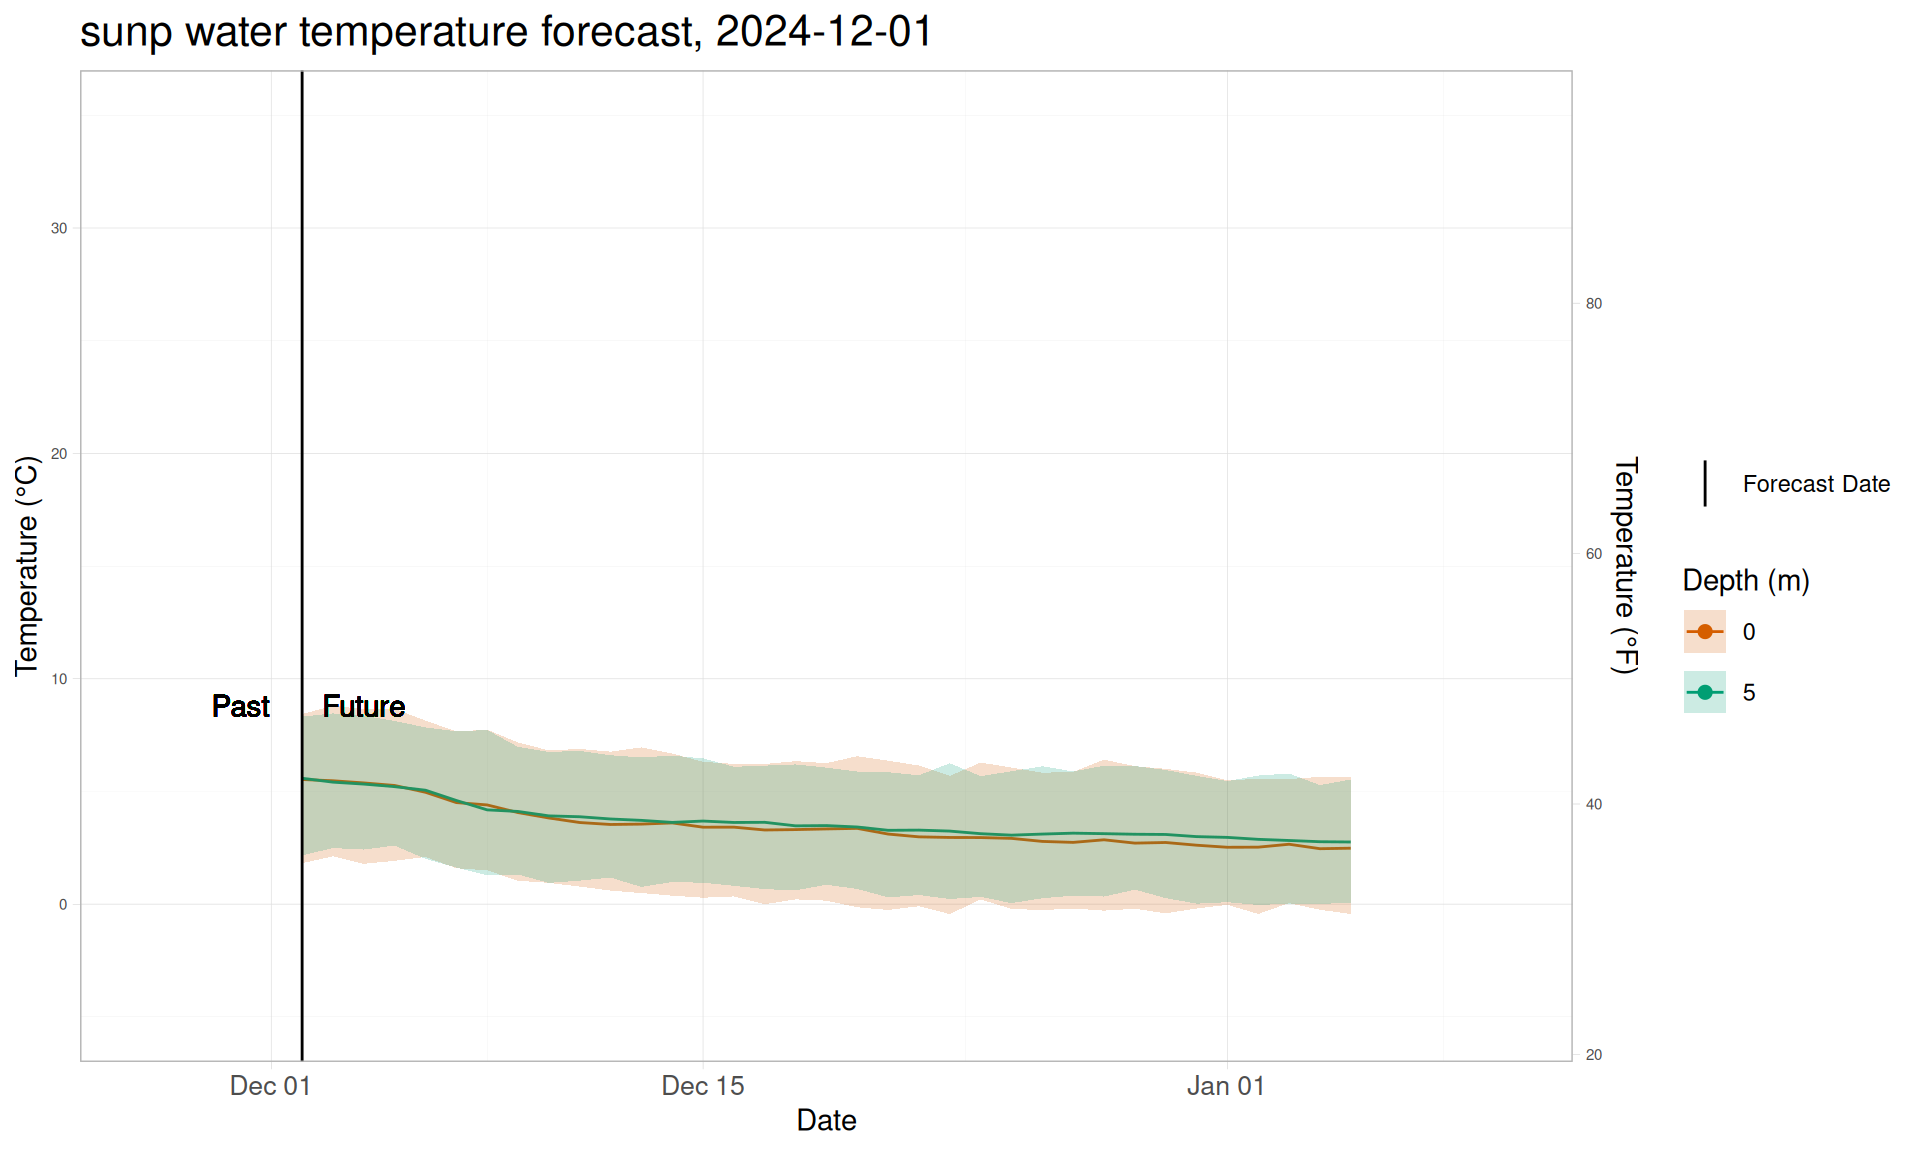 sunp water temperature forecast, 2024-12-01
Temperature (°C)
30
20
10
0
Past
Future
80
60
40
20
Temperature (°F)
Dec 01
Dec 15
Jan 01
Date
Forecast Date
Depth (m)
0
5